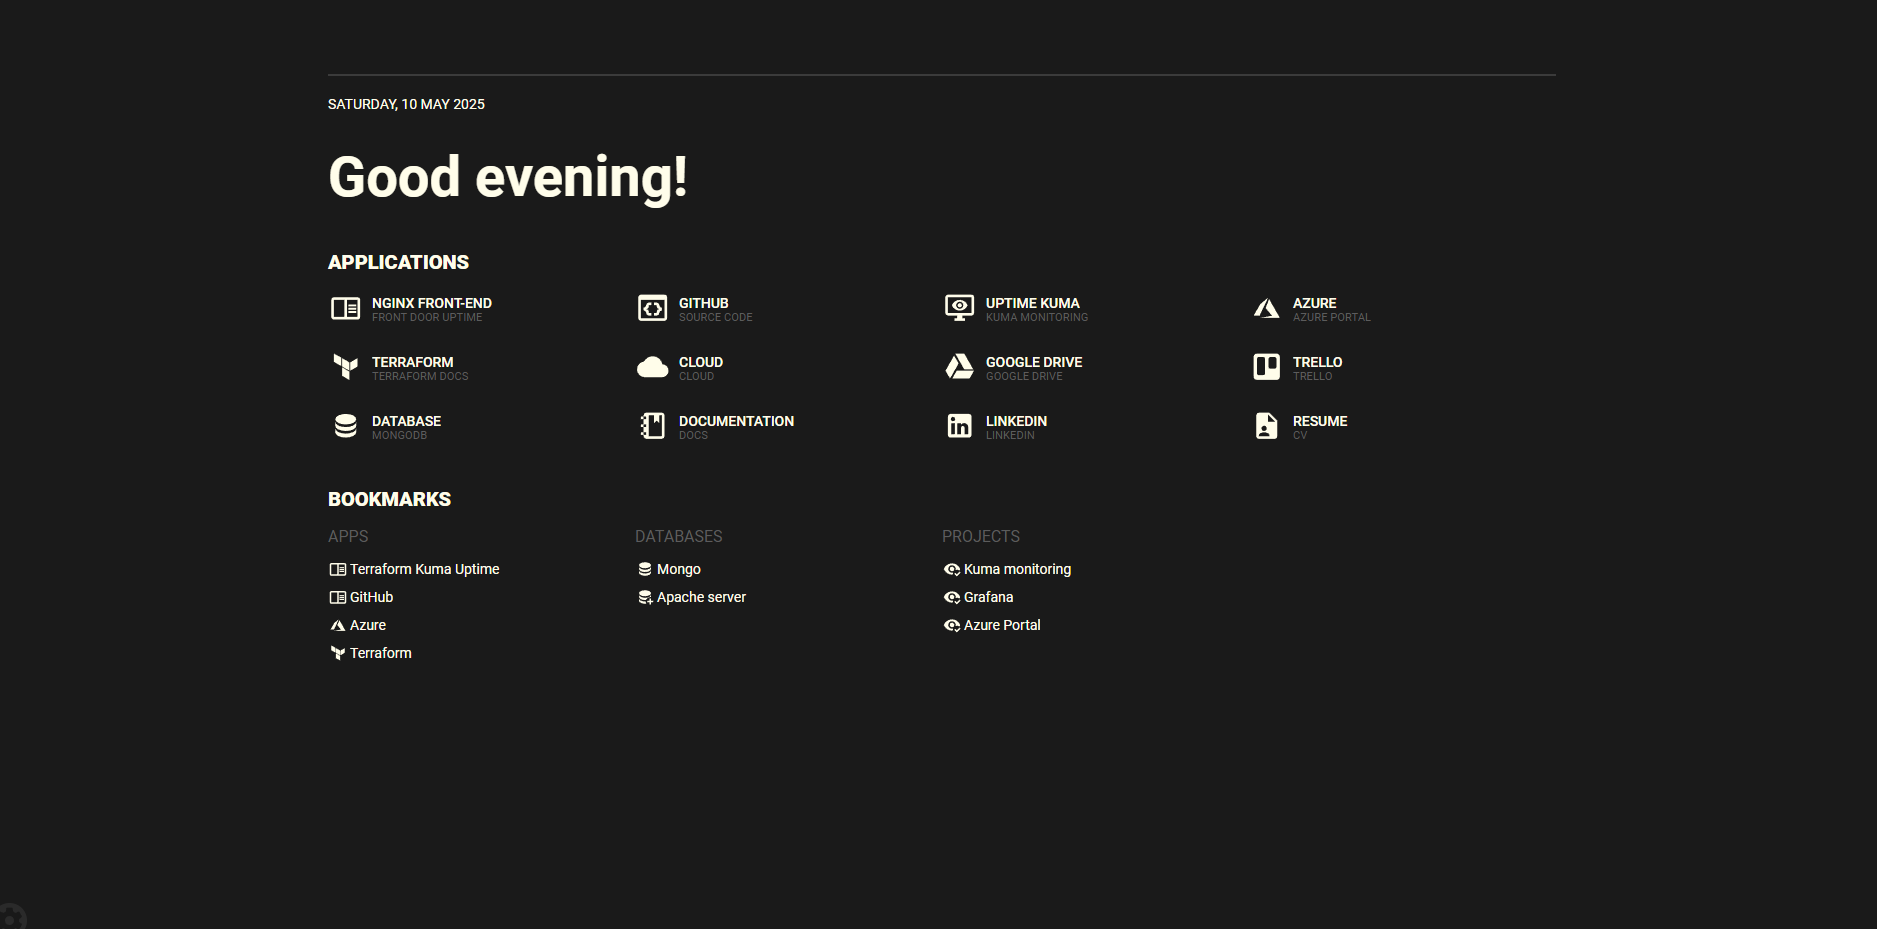 SATURDAY, 10 MAY 2025
Good evening!
APPLICATIONS
NGINX FRONT-END
FRONT DOOR UPTIME
GITHUB
SOURCE CODE
UPTIME KUMA
KUMA MONITORING
AZURE
AZURE PORTAL
TERRAFORM
TERRAFORM DOCS
CLOUD
CLOUD
GOOGLE DRIVE
GOOGLE DRIVE
TRELLO
TRELLO
DATABASE
MONGODB
DOCUMENTATION
DOCS
LINKEDIN
LINKEDIN
RESUME
CV
BOOKMARKS
APPS
Terraform Kuma Uptime
GitHub
Azure
Terraform
DATABASES
Mongo
Apache server
PROJECTS
Kuma monitoring
Grafana
Azure Portal